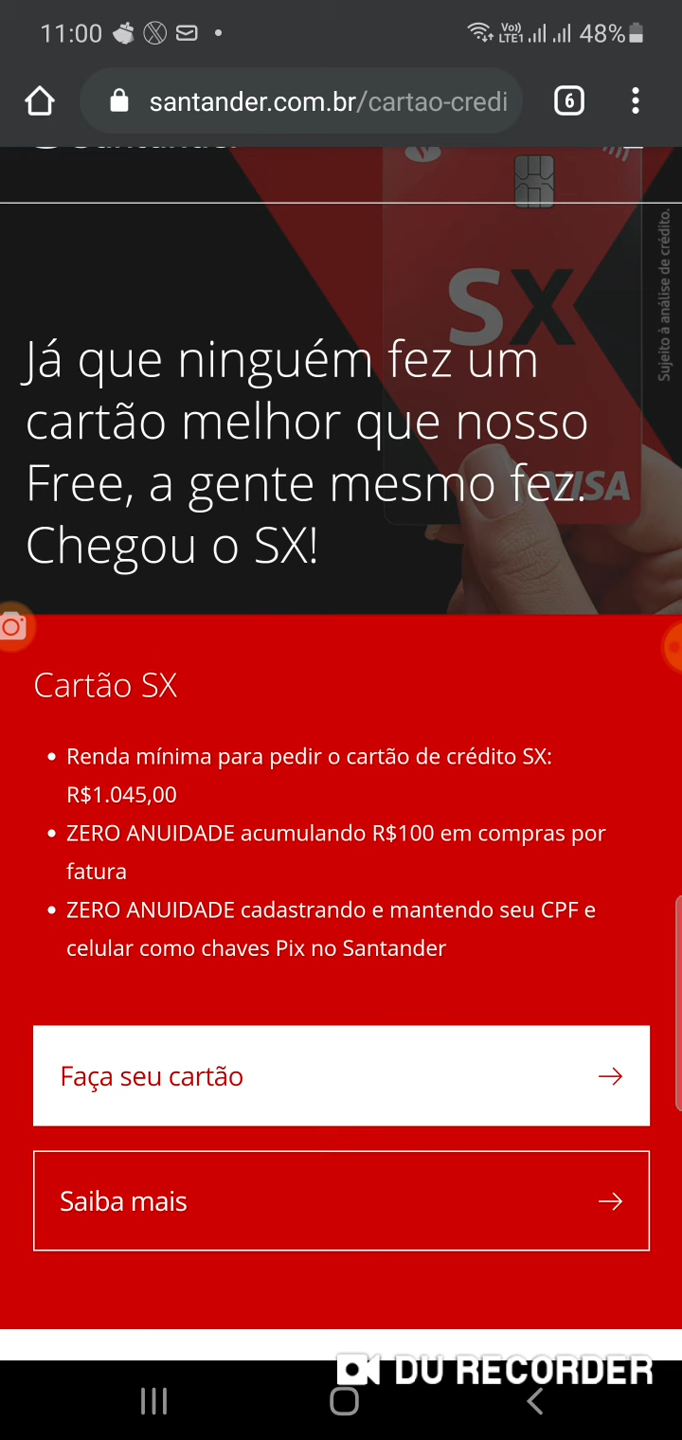 11:00
Vo)) LTE1 48%
santander.com.br/cartao-credi
6
SX
Sujeito à análise de crédito.
Já que ninguém fez um
cartão melhor que nosso
Free, a gente mesmo fez.
VISA
Chegou o SX!
Cartão SX
Renda mínima para pedir o cartão de crédito SX:
R$1.045,00
ZERO ANUIDADE acumulando R$100 em compras por
fatura
ZERO ANUIDADE cadastrando e mantendo seu CPF e
celular como chaves Pix no Santander
Faça seu cartão
Saiba mais
DU RECORDER